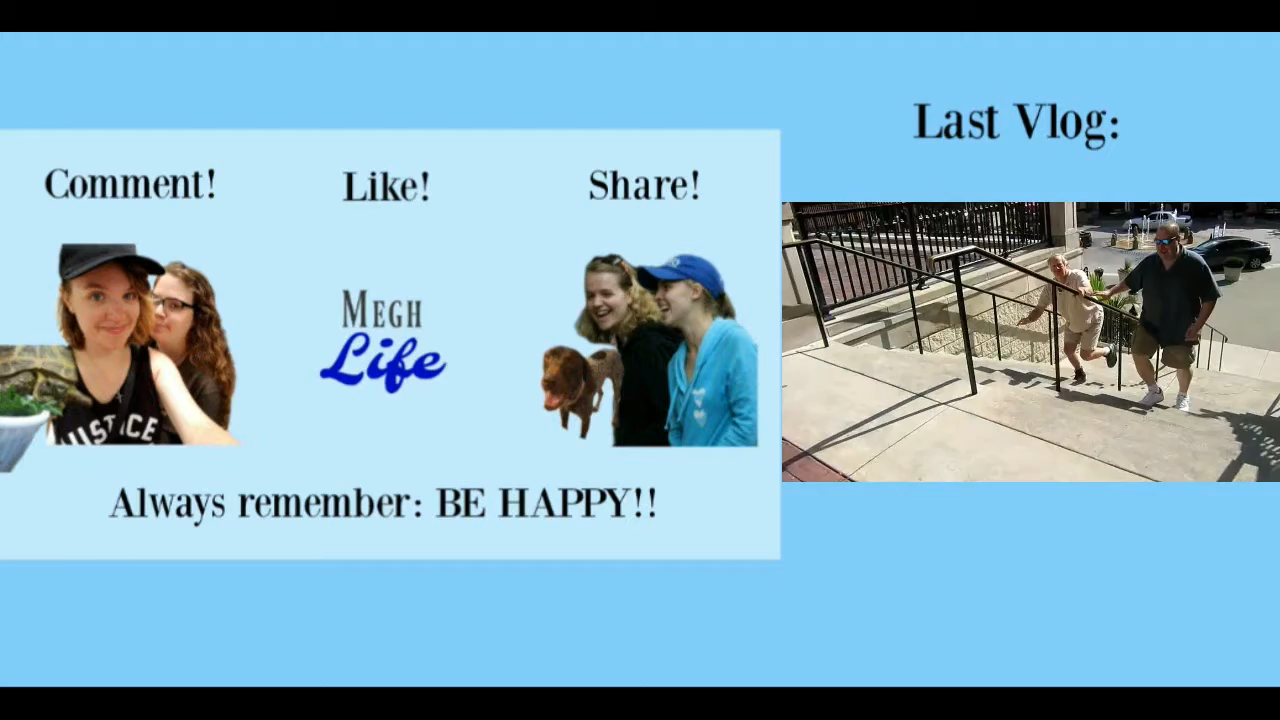 Last Vlog:
Comment!
Like!
Share!
MEGH
Life
JUSTICE
Always remember: BE HAPPY!!